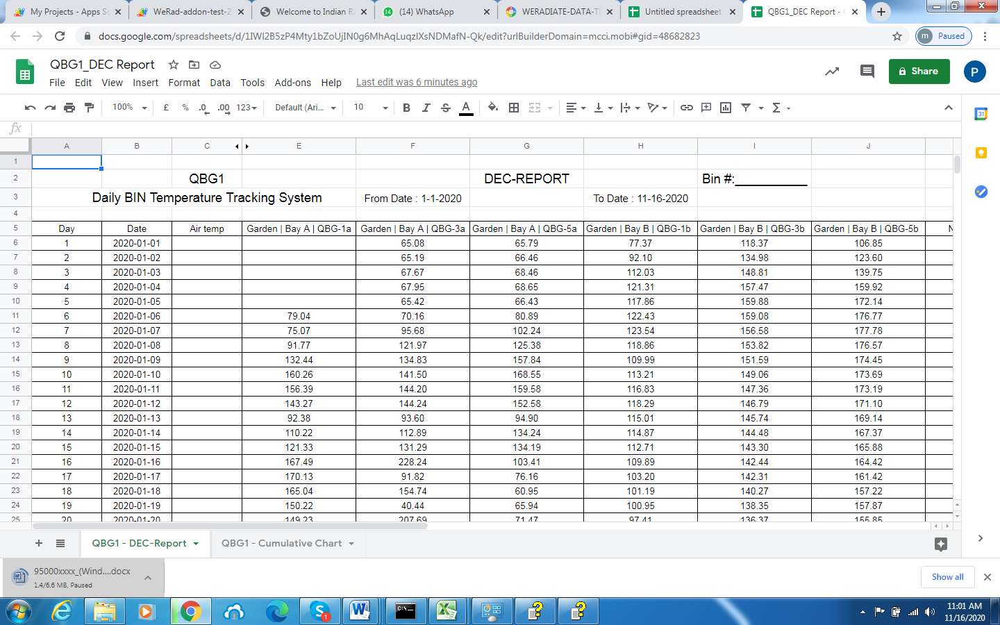 My Projects - Apps S
WeRad-addon-test-2
Welcome to Indian R
(14) WhatsApp
WERADIATE-DATA-T
Untitled spreadsheet
QBG1_DEC Report -
docs.google.com/spreadsheets/d/1IWI2B5zP4Mty1bZoUjIN0g6MhAqLuqzIXsNDMafN-Qk/edit?urlBuilderDomain=mcci.mobi#gid=48682823
m Paused
QBG1_DEC Report
File Edit View Insert Format Data Tools Add-ons Help Last edit was 6 minutes ago
Share
P
100% £ % .0 .00 123 Default (Ari... 10 B I S A Σ
fx
A B C E F G H I J
1
2 QBG1 DEC-REPORT Bin #:__________
3 Daily BIN Temperature Tracking System From Date : 1-1-2020 To Date : 11-16-2020
4
5 Day Date Air temp Garden | Bay A | QBG-1a Garden | Bay A | QBG-3a Garden | Bay A | QBG-5a Garden | Bay B | QBG-1b Garden | Bay B | QBG-3b Garden | Bay B | QBG-5b N
6 1 2020-01-01 65.08 65.79 77.37 118.37 106.85
7 2 2020-01-02 65.19 66.46 92.10 134.98 123.60
8 3 2020-01-03 67.67 68.46 112.03 148.81 139.75
9 4 2020-01-04 67.95 68.65 121.31 157.47 159.92
10 5 2020-01-05 65.42 66.43 117.86 159.88 172.14
11 6 2020-01-06 79.04 70.16 80.89 122.43 159.08 176.77
12 7 2020-01-07 75.07 95.68 102.24 123.54 156.58 177.78
13 8 2020-01-08 91.77 121.97 125.38 118.86 153.82 176.57
14 9 2020-01-09 132.44 134.83 157.84 109.99 151.59 174.45
15 10 2020-01-10 160.26 141.50 168.55 113.21 149.06 173.69
16 11 2020-01-11 156.39 144.20 159.58 116.83 147.36 173.19
17 12 2020-01-12 143.27 144.24 152.58 118.29 146.79 171.10
18 13 2020-01-13 92.38 93.60 94.90 115.01 145.74 169.14
19 14 2020-01-14 110.22 112.89 134.24 114.87 144.48 167.37
20 15 2020-01-15 121.33 131.29 134.19 112.71 143.30 165.88
21 16 2020-01-16 167.49 228.24 103.41 109.89 142.44 164.42
22 17 2020-01-17 170.13 91.82 76.16 103.20 142.31 161.42
23 18 2020-01-18 165.04 154.74 60.95 101.19 140.27 157.22
24 19 2020-01-19 150.22 40.44 65.94 100.95 138.35 157.87
25 20 2020-01-20 149.23 207.69 71.47 97.41 136.37 155.85
QBG1 - DEC-Report QBG1 - Cumulative Chart
95000xxxx_(Wind....docx
1.4/6.6 MB, Paused
Show all
11:01 AM
11/16/2020